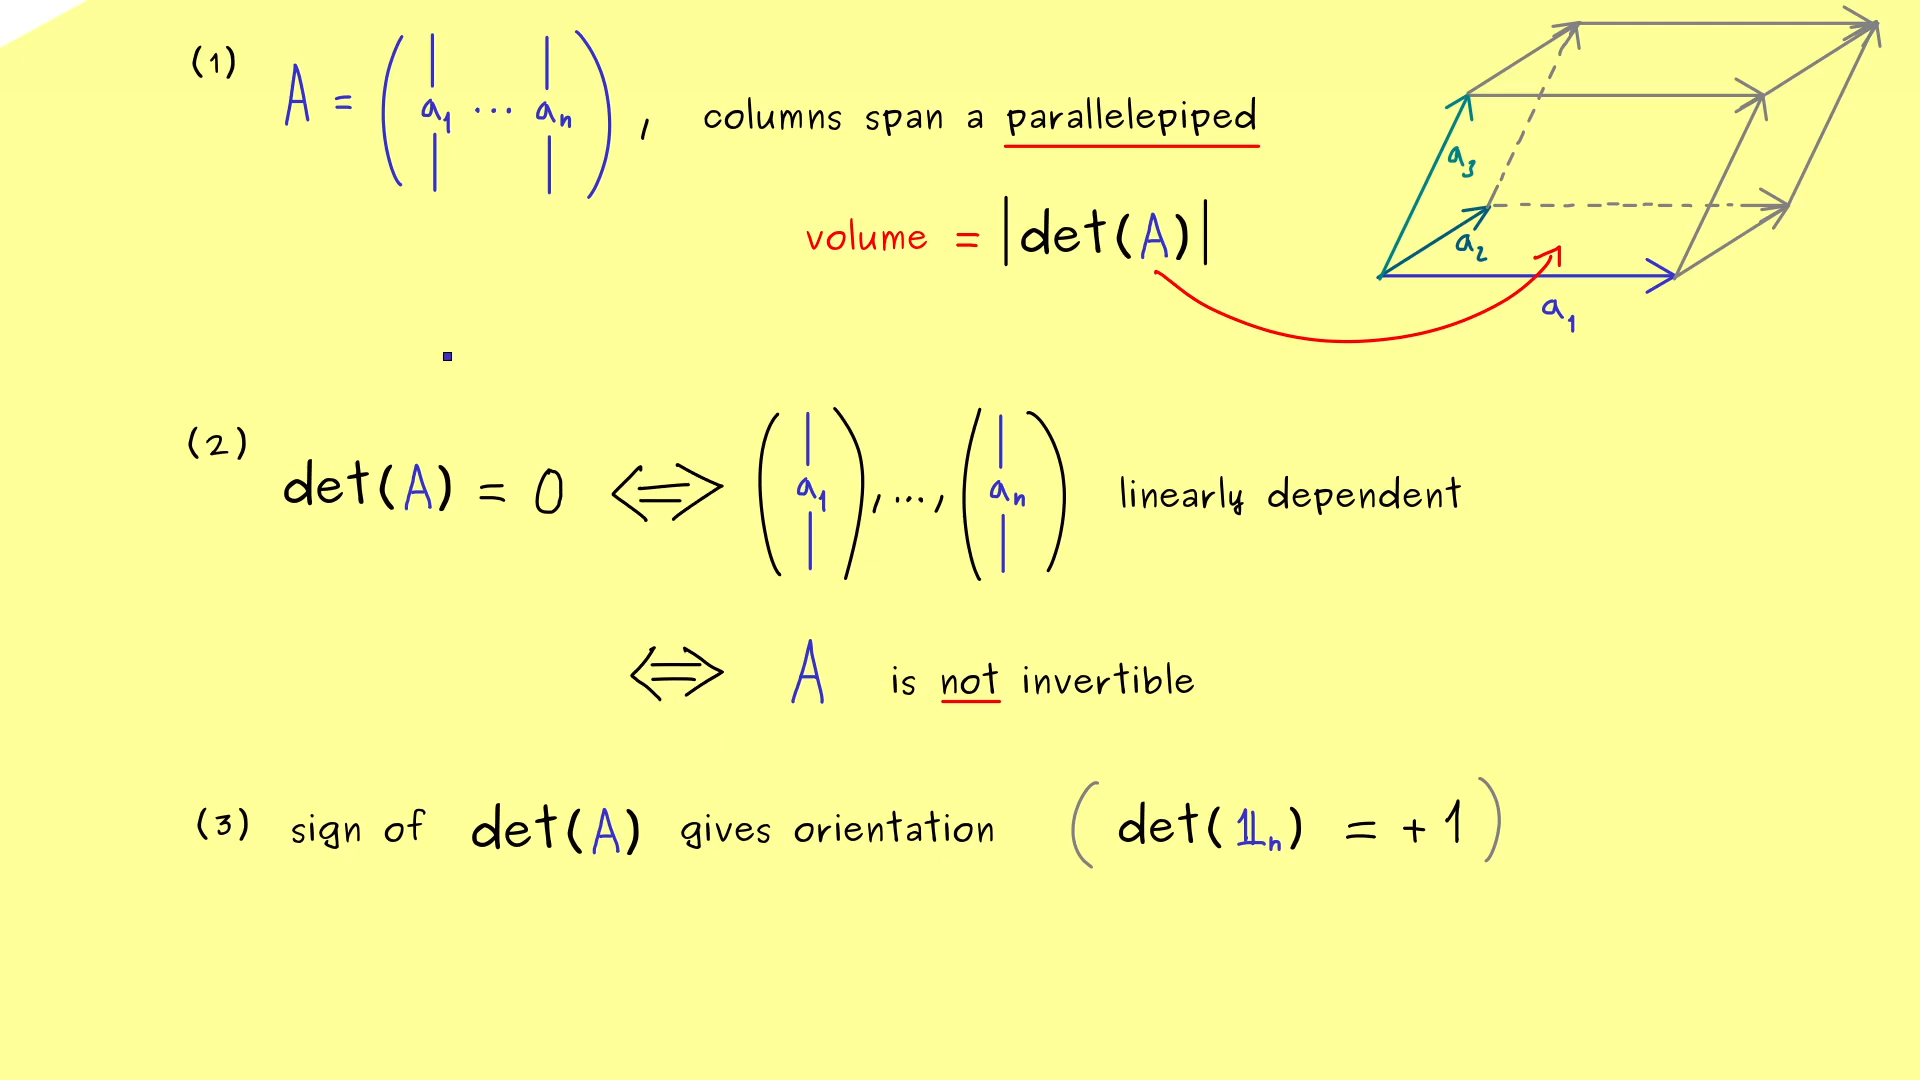 (1) A = ( a₁ ⋯ aₙ ) , columns span a parallelepiped
volume = |det(A)|
a₃
a₂
a₁
(2) det(A) = 0 ⟺ ( a₁ ) , ... , ( aₙ ) linearly dependent
⟺ A is not invertible
(3) sign of det(A) gives orientation ( det(𝟙ₙ) = +1 )